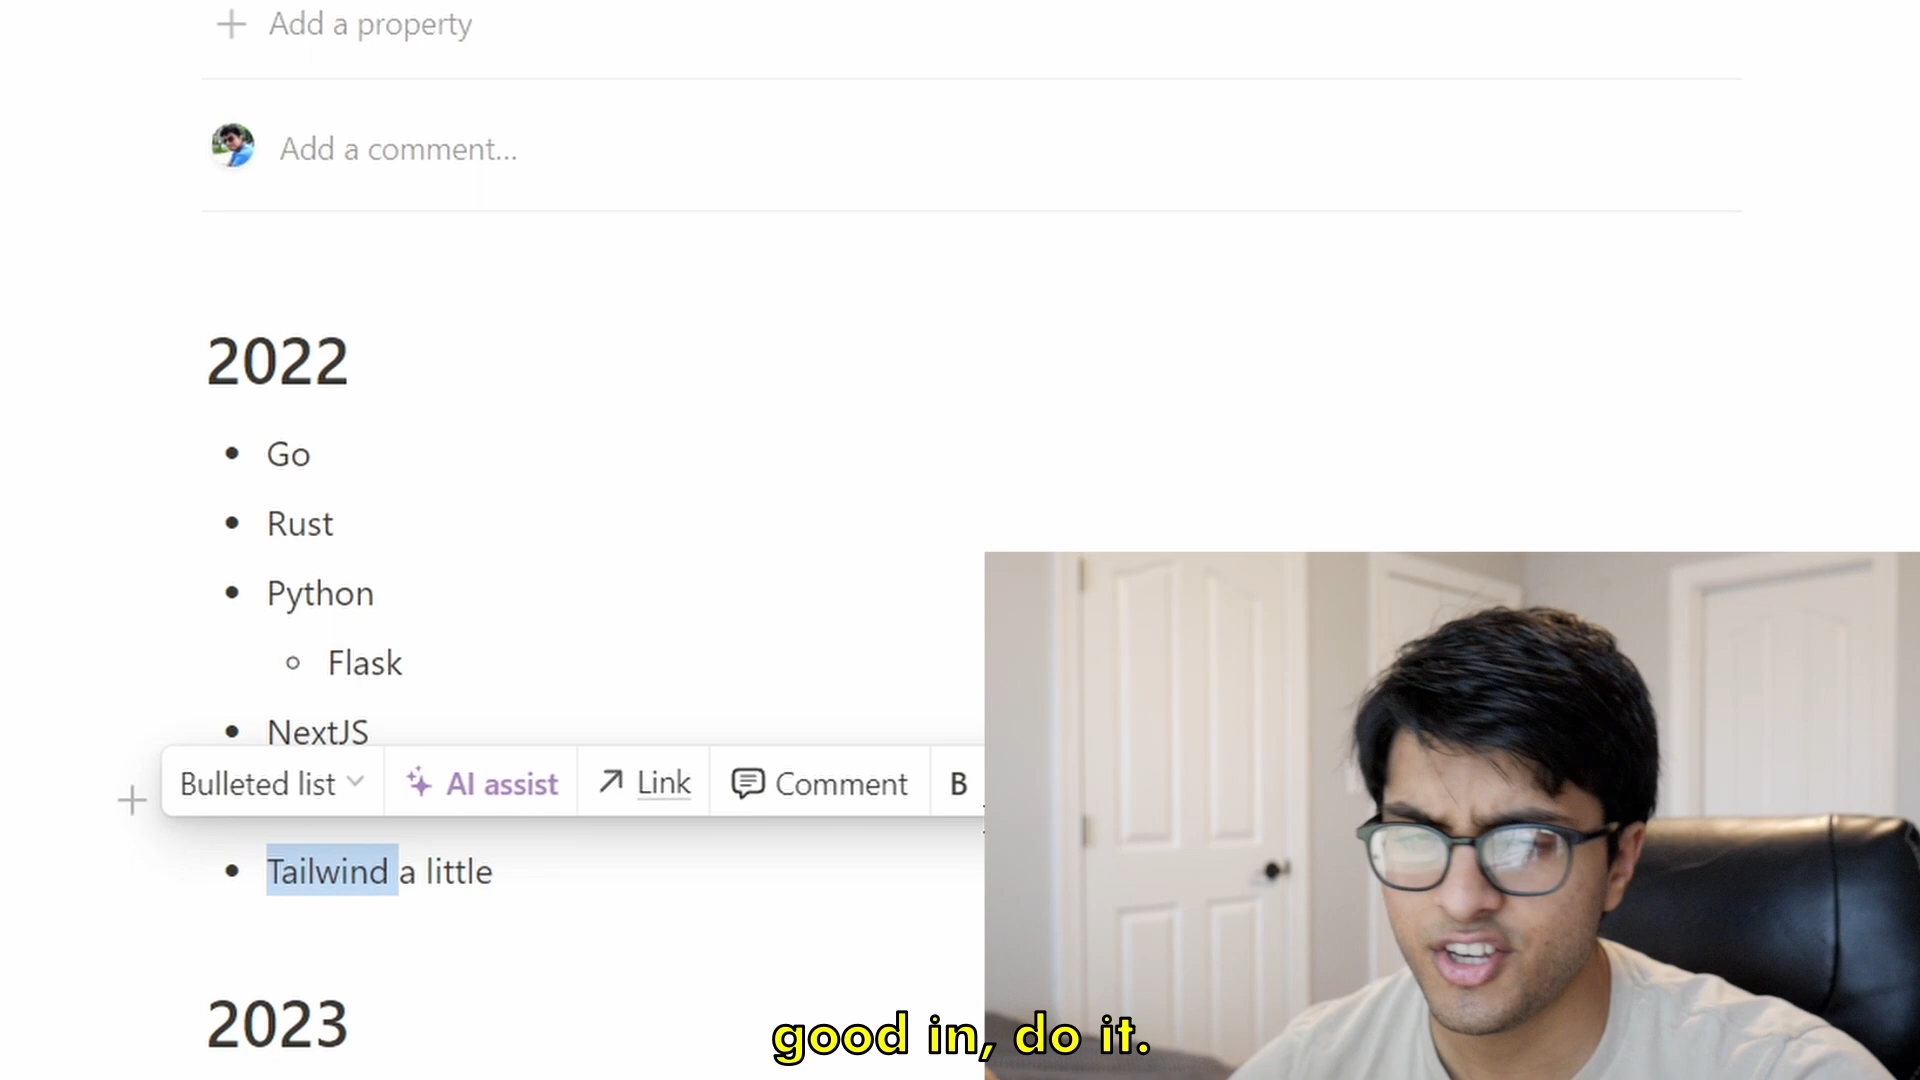 Add a property
Add a comment...
2022
Go
Rust
Python
Flask
NextJS
Bulleted list
AI assist
Link
Comment
B
Tailwind a little
2023
good in, do it.